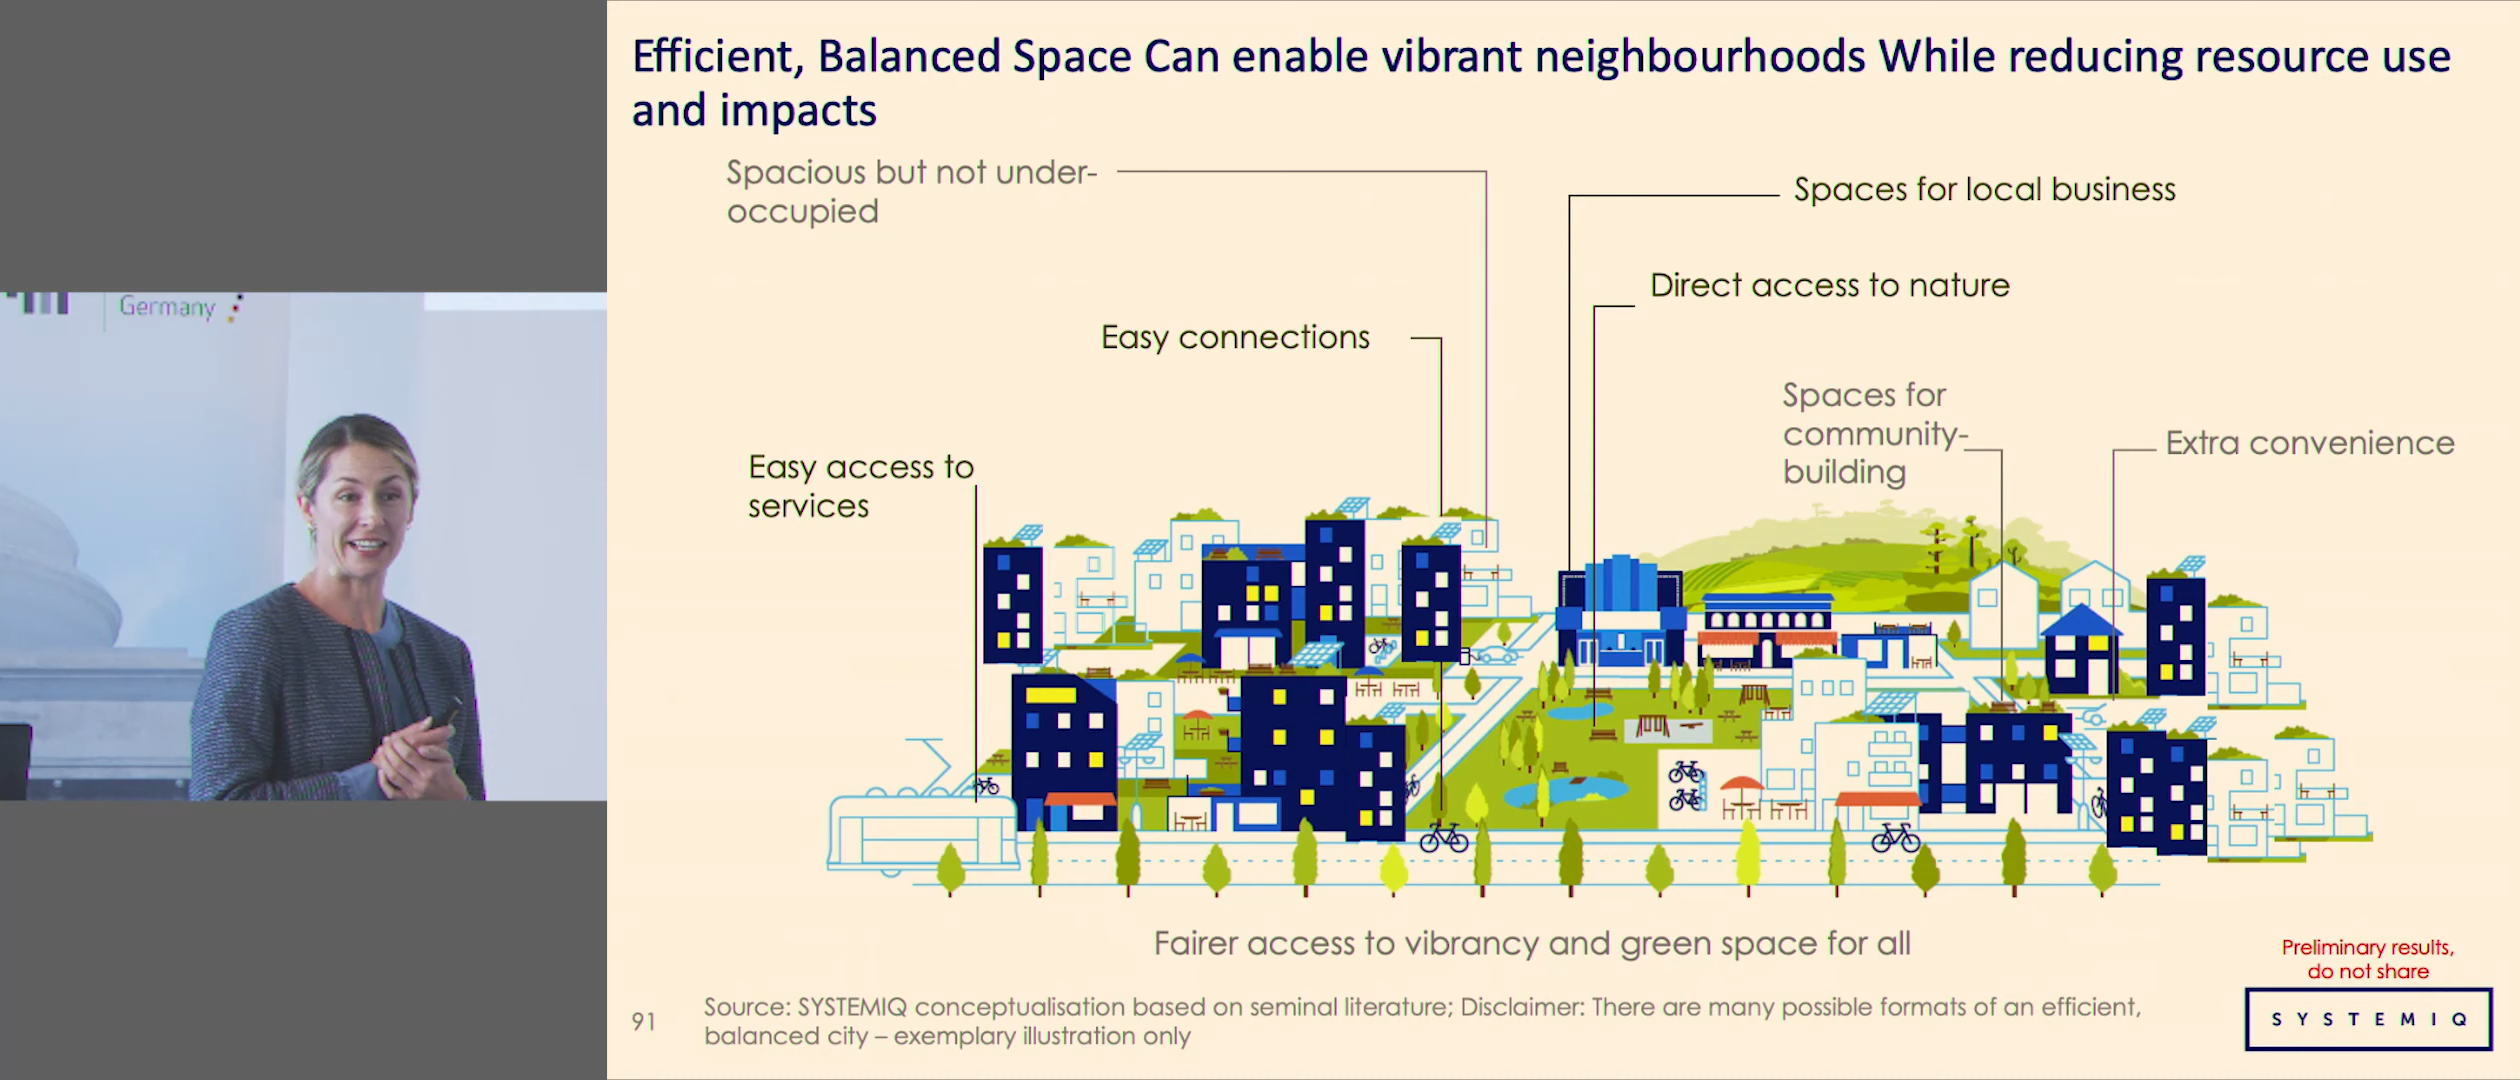 Efficient, Balanced Space Can enable vibrant neighbourhoods While reducing resource use
and impacts
Spacious but not under-
occupied
Spaces for local business
Direct access to nature
Easy connections
Spaces for
community-
building
Extra convenience
Easy access to
services
Germany
Fairer access to vibrancy and green space for all
Preliminary results,
do not share
Source: SYSTEMIQ conceptualisation based on seminal literature; Disclaimer: There are many possible formats of an efficient,
balanced city – exemplary illustration only
91
SYSTEMIQ